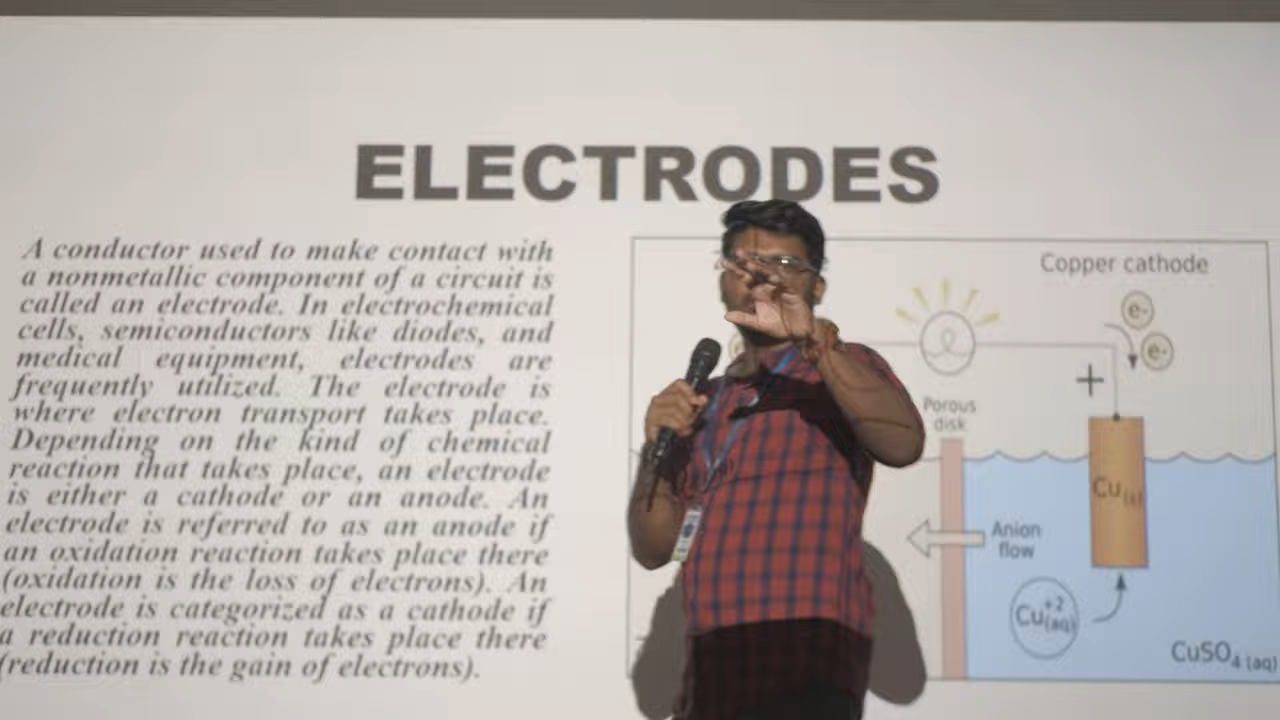 ELECTRODES
A conductor used to make contact with
a nonmetallic component of a circuit is
called an electrode. In electrochemical
cells, semiconductors like diodes, and
medical equipment, electrodes are
frequently utilized. The electrode is
where electron transport takes place.
Depending on the kind of chemical
reaction that takes place, an electrode
is either a cathode or an anode. An
electrode is referred to as an anode if
an oxidation reaction takes place there
(oxidation is the loss of electrons). An
electrode is categorized as a cathode if
a reduction reaction takes place there
(reduction is the gain of electrons).
Copper cathode
e-
e-
+
Porous
disk
Cu(s)
Anion
flow
Cu+2(aq)
CuSO4 (aq)